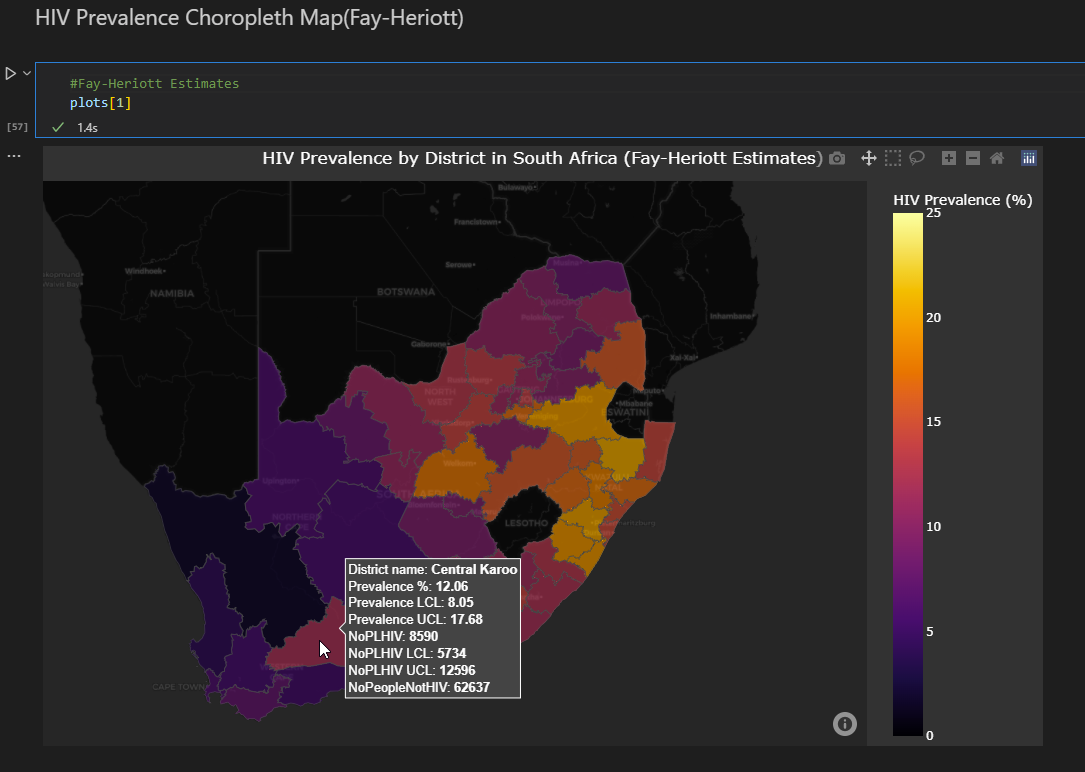 HIV Prevalence Choropleth Map(Fay-Heriott)
#Fay-Heriott Estimates
plots[1]
[57]
1.4s
...
HIV Prevalence by District in South Africa (Fay-Heriott Estimates)
HIV Prevalence (%)
25
20
15
10
5
0
Bulawayo
Francistown
Windhoek
Serowe
NAMIBIA
BOTSWANA
Inhambane
Gaborone
Xai-Xai
Maputo
Mbabane
NORTH
WEST
LESOTHO
NORTHERN
CAPE TOWN
District name: Central Karoo
Prevalence %: 12.06
Prevalence LCL: 8.05
Prevalence UCL: 17.68
NoPLHIV: 8590
NoPLHIV LCL: 5734
NoPLHIV UCL: 12596
NoPeopleNotHIV: 62637